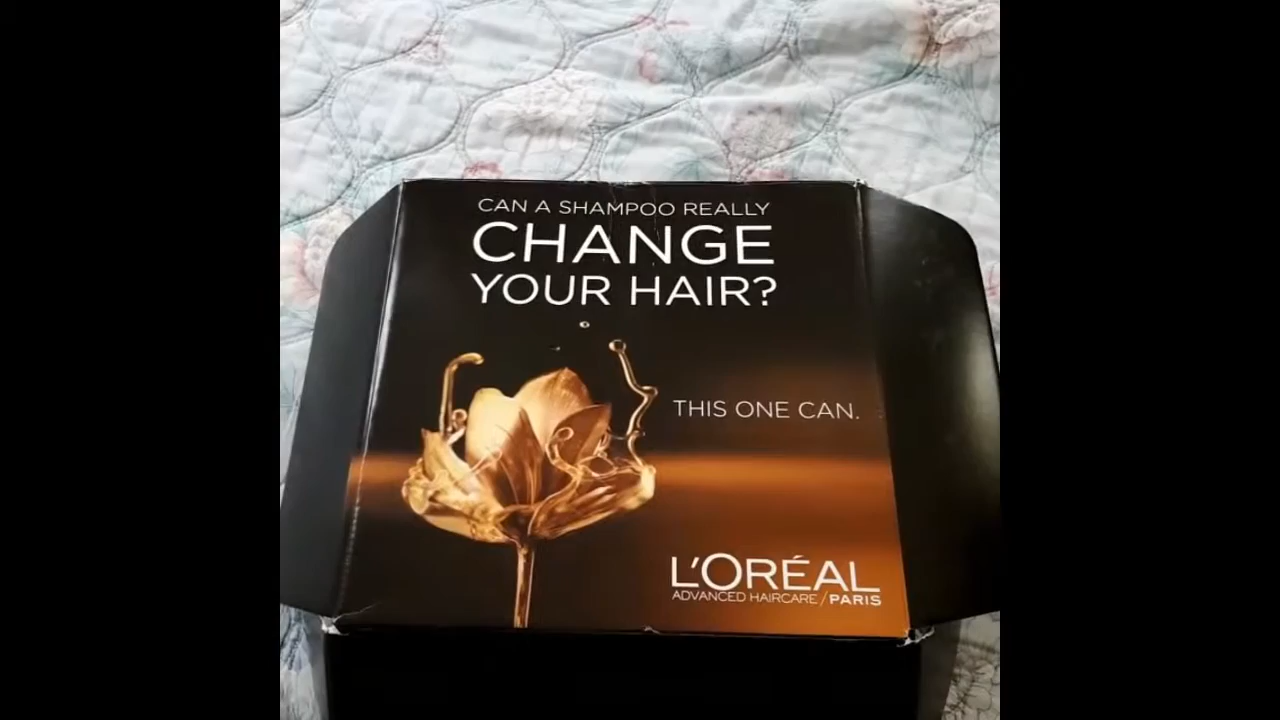 CAN A SHAMPOO REALLY
CHANGE
YOUR HAIR?
THIS ONE CAN.
L'ORÉAL
ADVANCED HAIRCARE / PARIS